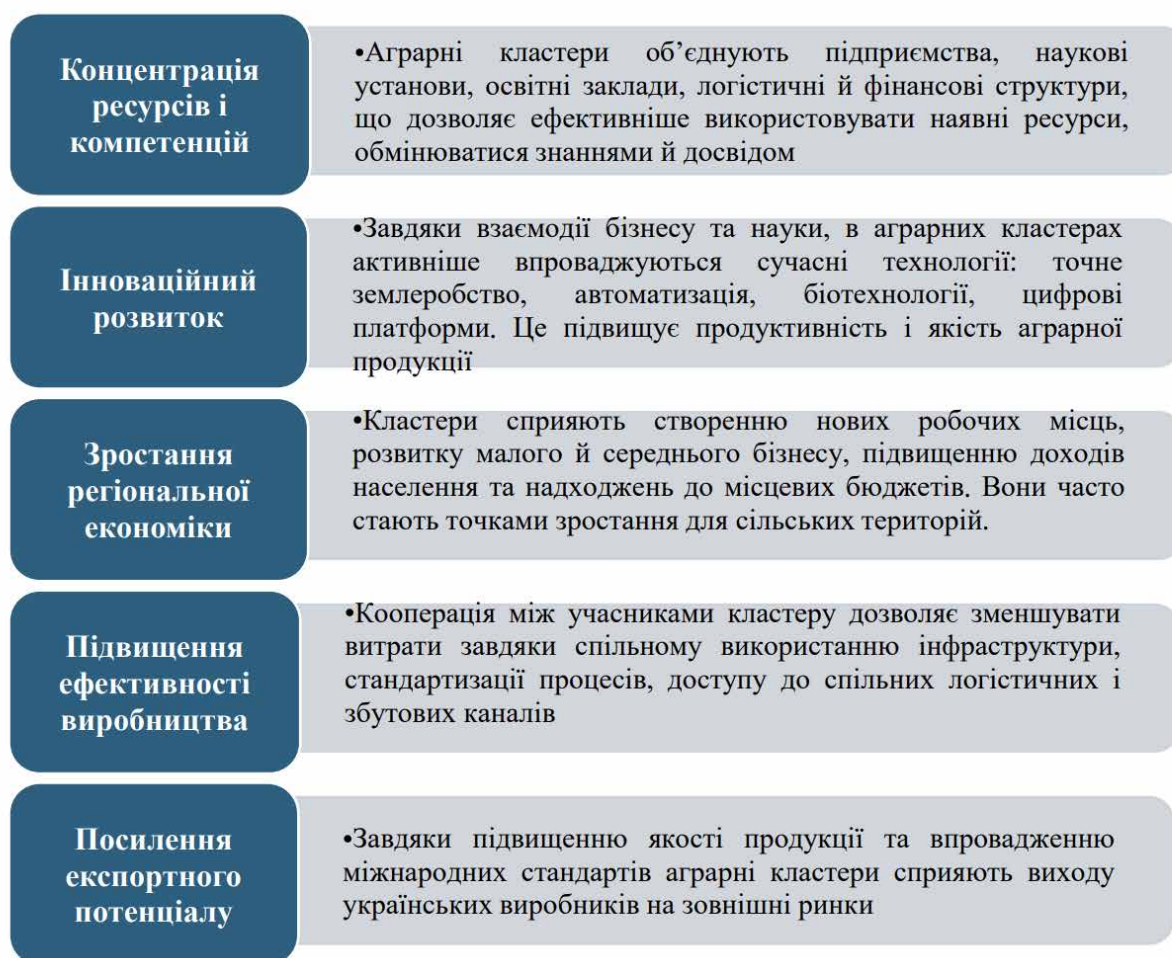 Концентрація
ресурсів і
компетенцій
•Аграрні кластери об’єднують підприємства, наукові
установи, освітні заклади, логістичні й фінансові структури,
що дозволяє ефективніше використовувати наявні ресурси,
обмінюватися знаннями й досвідом
Інноваційний
розвиток
•Завдяки взаємодії бізнесу та науки, в аграрних кластерах
активніше впроваджуються сучасні технології: точне
землеробство, автоматизація, біотехнології, цифрові
платформи. Це підвищує продуктивність і якість аграрної
продукції
Зростання
регіональної
економіки
•Кластери сприяють створенню нових робочих місць,
розвитку малого й середнього бізнесу, підвищенню доходів
населення та надходжень до місцевих бюджетів. Вони часто
стають точками зростання для сільських територій.
Підвищення
ефективності
виробництва
•Кооперація між учасниками кластеру дозволяє зменшувати
витрати завдяки спільному використанню інфраструктури,
стандартизації процесів, доступу до спільних логістичних і
збутових каналів
Посилення
експортного
потенціалу
•Завдяки підвищенню якості продукції та впровадженню
міжнародних стандартів аграрні кластери сприяють виходу
українських виробників на зовнішні ринки